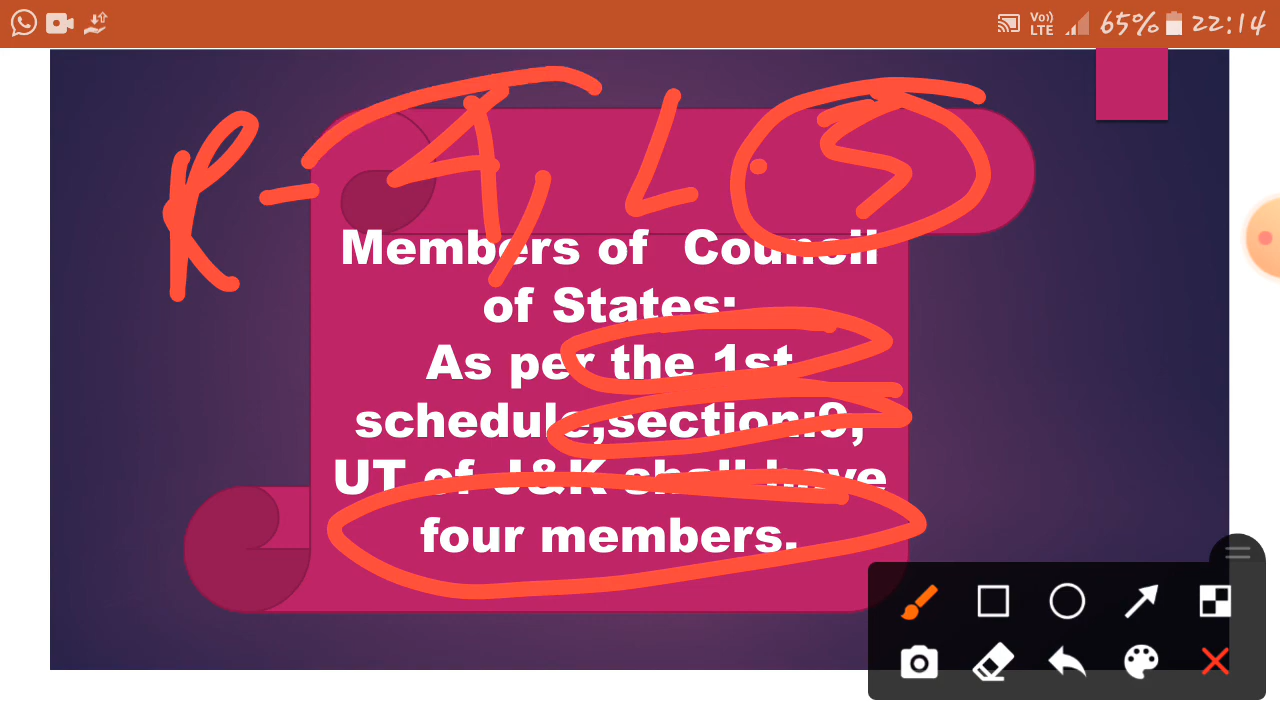 Vo)) LTE 65% 22:14
R - 4, L 5
Members of Council
of States:
As per the 1st
schedule,section:9,
UT of J&K shall have
four members.